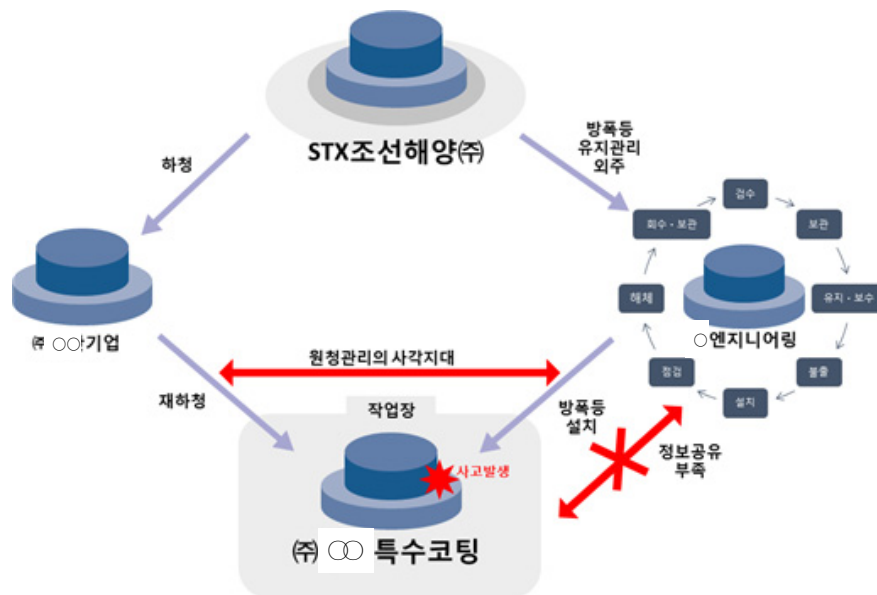 STX조선해양㈜
하청
방폭등
유지관리
외주
검수
보관
유지·보수
불출
설치
점검
해체
회수·보관
㈜ ○○기업
○엔지니어링
원청관리의 사각지대
재하청
작업장
방폭등
설치
정보공유
부족
사고발생
㈜ ○○ 특수코팅